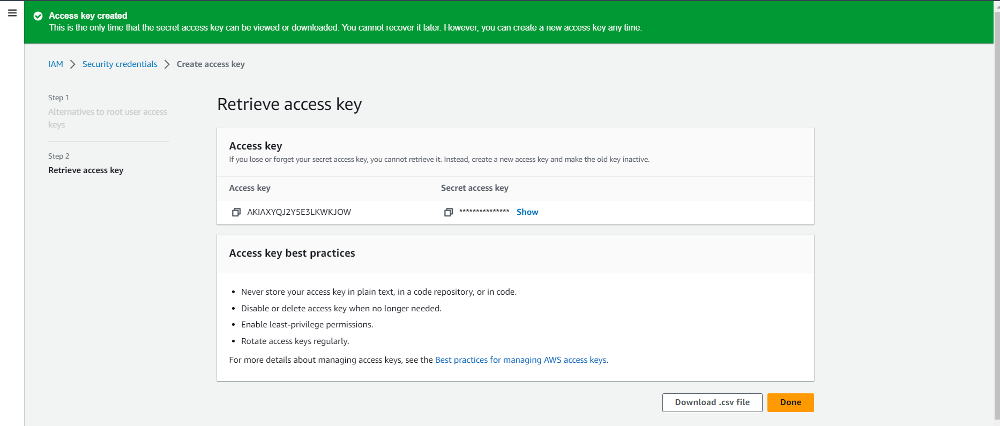 Access key created
This is the only time that the secret access key can be viewed or downloaded. You cannot recover it later. However, you can create a new access key any time.
IAM > Security credentials > Create access key
Step 1
Alternatives to root user access
keys
Step 2
Retrieve access key
Retrieve access key
Access key
If you lose or forget your secret access key, you cannot retrieve it. Instead, create a new access key and make the old key inactive.
Access key Secret access key
AKIAXYQJ2Y5E3LKWKJOW *************** Show
Access key best practices
• Never store your access key in plain text, in a code repository, or in code.
• Disable or delete access key when no longer needed.
• Enable least-privilege permissions.
• Rotate access keys regularly.
For more details about managing access keys, see the Best practices for managing AWS access keys.
Download .csv file Done